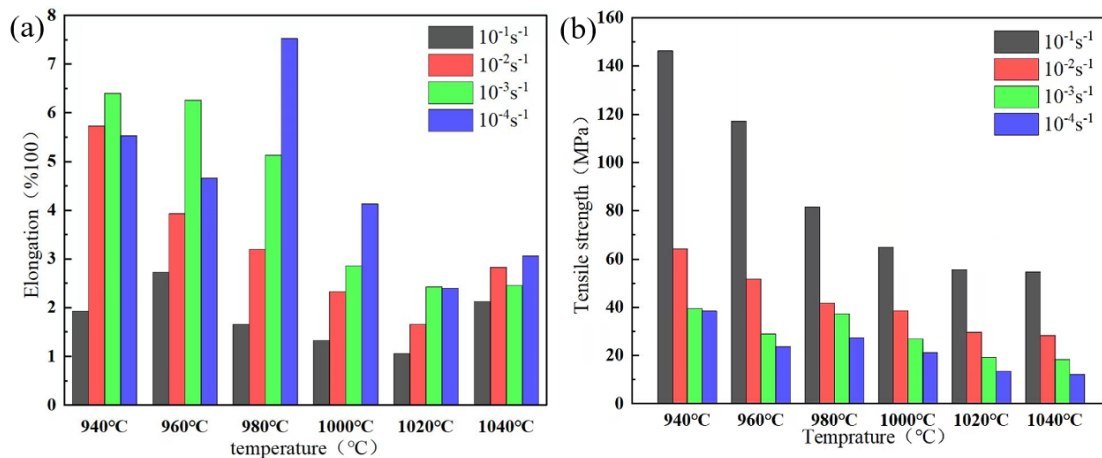 (a)
8
7
6
5
4
3
2
1
0
Elongation（%100）
10⁻¹s⁻¹
10⁻²s⁻¹
10⁻³s⁻¹
10⁻⁴s⁻¹
940℃ 960℃ 980℃ 1000℃ 1020℃ 1040℃
temperature（℃）
(b)
160
140
120
100
80
60
40
20
0
Tensile strength（MPa）
10⁻¹s⁻¹
10⁻²s⁻¹
10⁻³s⁻¹
10⁻⁴s⁻¹
940℃ 960℃ 980℃ 1000℃ 1020℃ 1040℃
Temprature（℃）